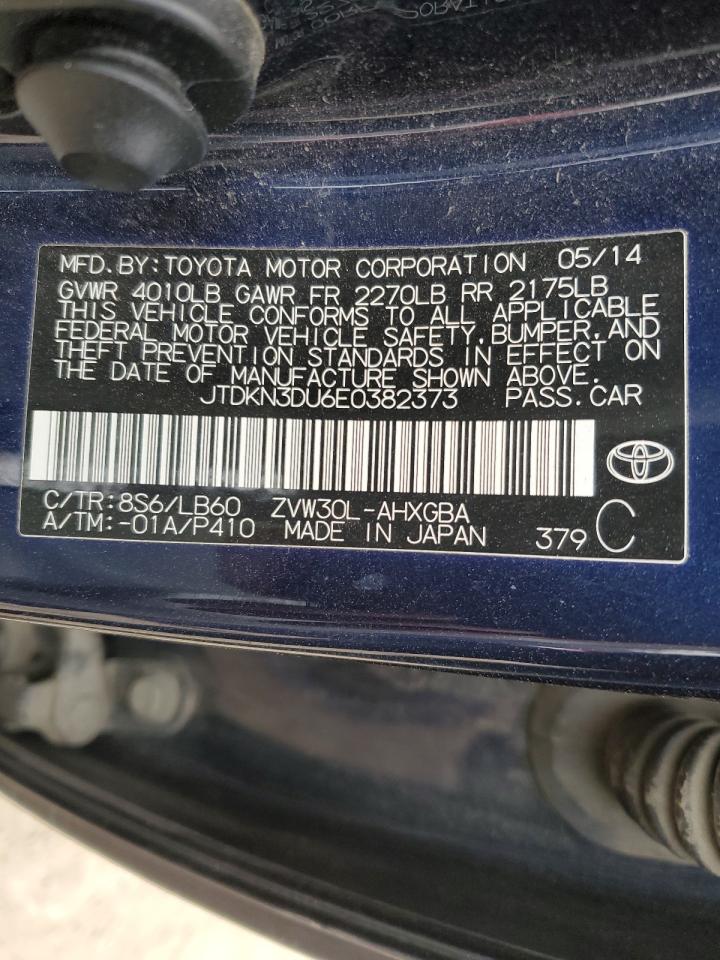 MFD.BY:TOYOTA MOTOR CORPORATION 05/14
GVWR 4010LB GAWR FR 2270LB RR 2175LB
THIS VEHICLE CONFORMS TO ALL APPLICABLE
FEDERAL MOTOR VEHICLE SAFETY,BUMPER,AND
THEFT PREVENTION STANDARDS IN EFFECT ON
THE DATE OF MANUFACTURE SHOWN ABOVE.
JTDKN3DU6E0382373 PASS.CAR
C/TR:8S6/LB60 ZVW30L-AHXGBA
A/TM:-01A/P410 MADE IN JAPAN 379 C